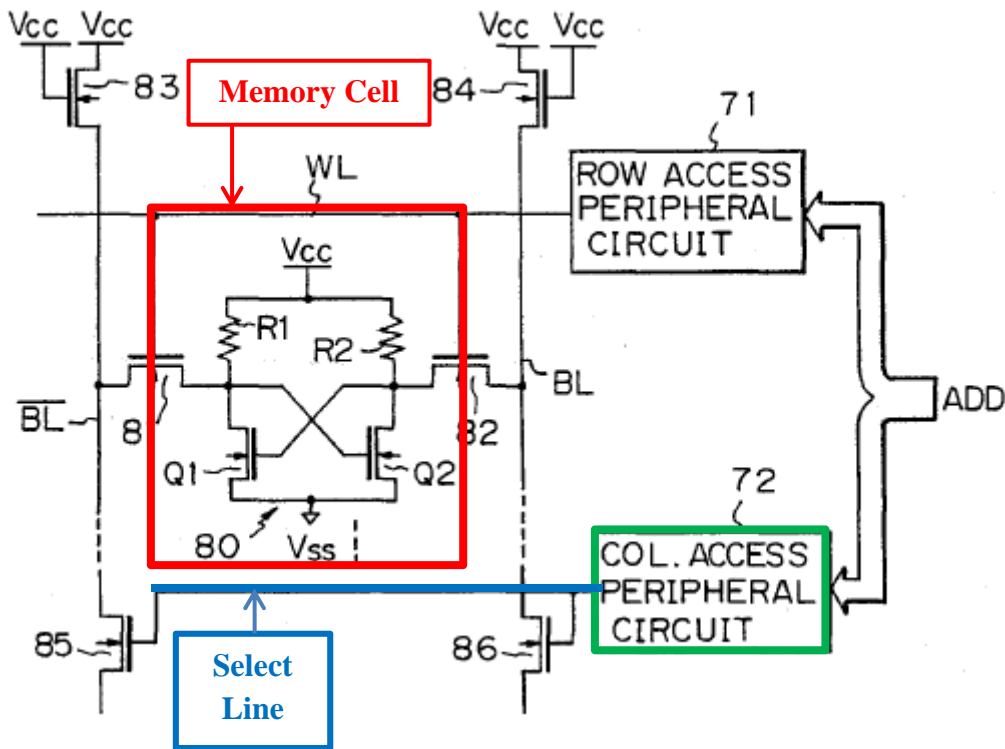 Vcc Vcc
Vcc Vcc
83
Memory Cell
84
71
WL
ROW ACCESS
PERIPHERAL
CIRCUIT
Vcc
R1
R2
BL
ADD
BL
8
82
Q1
Q2
72
80
Vss
COL. ACCESS
PERIPHERAL
CIRCUIT
85
86
Select
Line